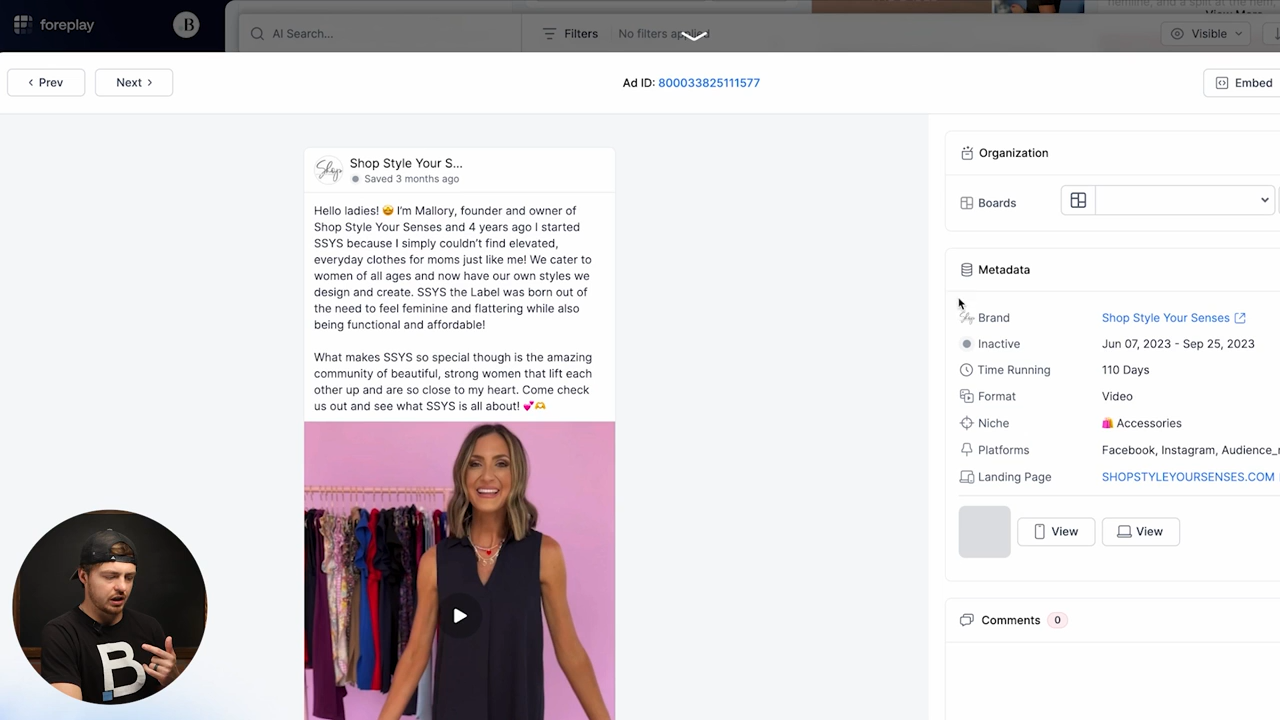 foreplay
B
AI Search...
Filters
No filters applied
View More
Visible
Prev
Next
Ad ID: 800033825111577
Embed
Shop
Shop Style Your S...
Saved 3 months ago
Hello ladies! 🤩 I'm Mallory, founder and owner of
Shop Style Your Senses and 4 years ago I started
SSYS because I simply couldn't find elevated,
everyday clothes for moms just like me! We cater to
women of all ages and now have our own styles we
design and create. SSYS the Label was born out of
the need to feel feminine and flattering while also
being functional and affordable!
What makes SSYS so special though is the amazing
community of beautiful, strong women that lift each
other up and are so close to my heart. Come check
us out and see what SSYS is all about! 💕🫶
Organization
Boards
Metadata
Brand
Shop Style Your Senses
Inactive
Jun 07, 2023 - Sep 25, 2023
Time Running
110 Days
Format
Video
Niche
🛍️ Accessories
Platforms
Facebook, Instagram, Audience_
Landing Page
SHOPSTYLEYOURSENSES.COM
View
View
Comments
0
B